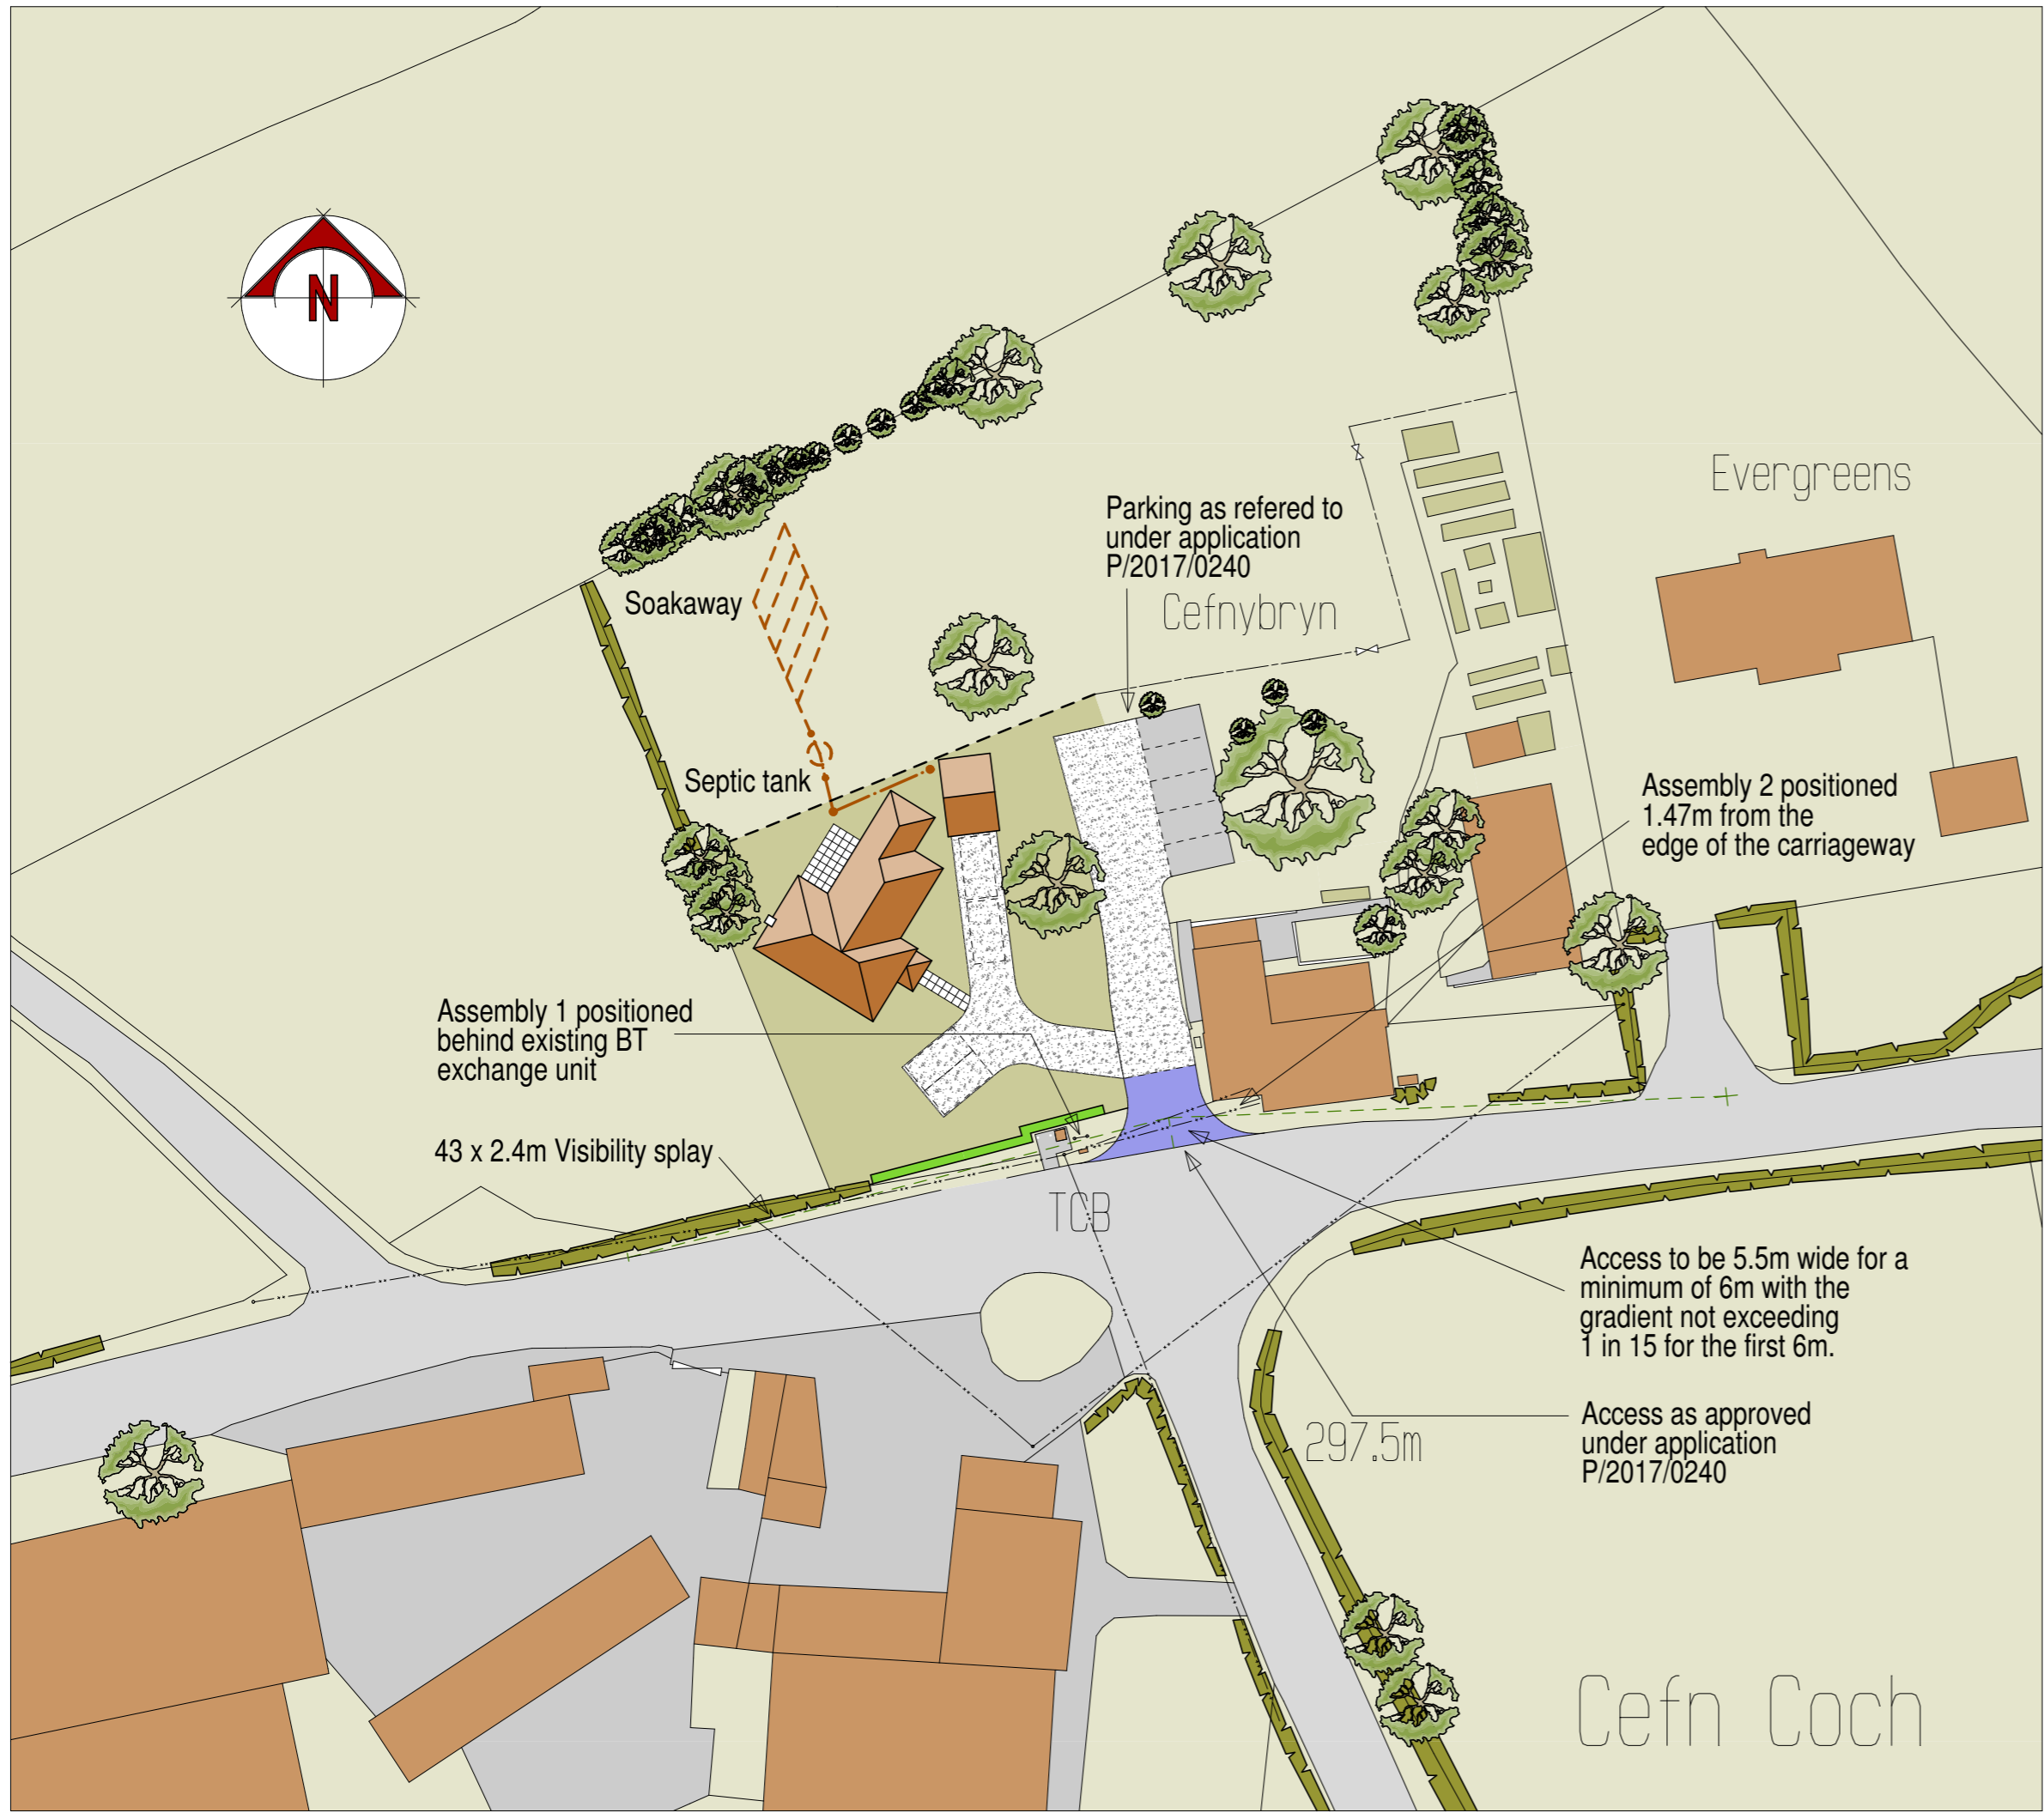 N
Evergreens
Parking as refered to
under application
P/2017/0240
Cefnybryn
Soakaway
Septic tank
Assembly 2 positioned
1.47m from the
edge of the carriageway
Assembly 1 positioned
behind existing BT
exchange unit
43 x 2.4m Visibility splay
TCB
Access to be 5.5m wide for a
minimum of 6m with the
gradient not exceeding
1 in 15 for the first 6m.
297.5m
Access as approved
under application
P/2017/0240
Cefn Coch